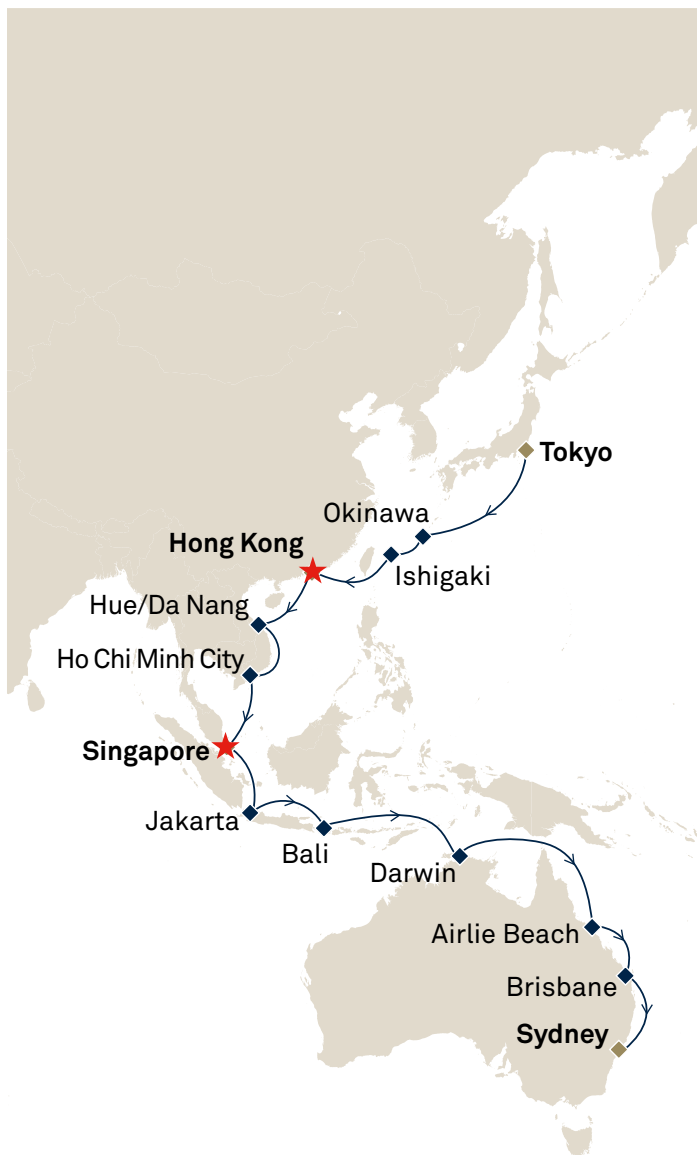 Tokyo
Okinawa
Hong Kong
Ishigaki
Hue/Da Nang
Ho Chi Minh City
Singapore
Jakarta
Bali
Darwin
Airlie Beach
Brisbane
Sydney